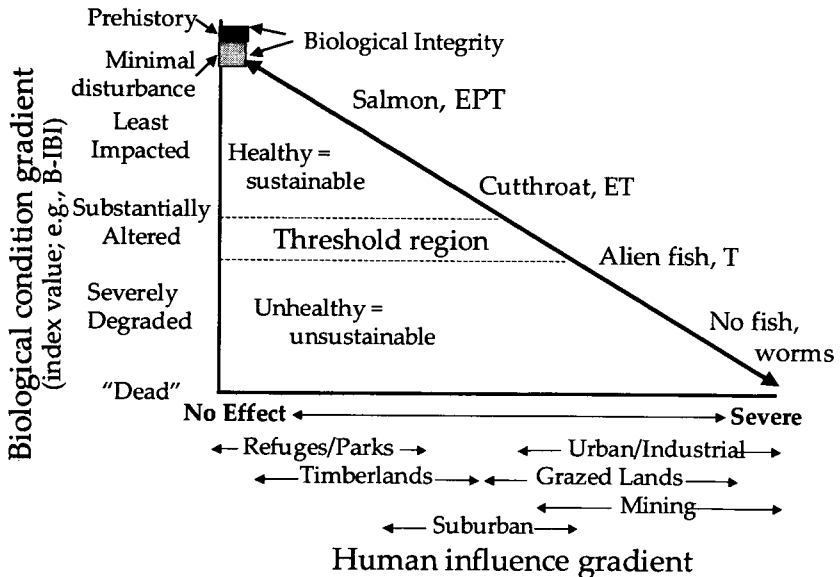 Prehistory
Biological Integrity
Minimal
disturbance
Salmon, EPT
Least
Impacted
Healthy =
sustainable
Cutthroat, ET
Substantially
Altered
Threshold region
Alien fish, T
Severely
Degraded
Unhealthy =
unsustainable
No fish,
worms
"Dead"
Biological condition gradient
(index value; e.g., B-IBI)
No Effect
Severe
Refuges/Parks
Urban/Industrial
Timberlands
Grazed Lands
Mining
Suburban
Human influence gradient